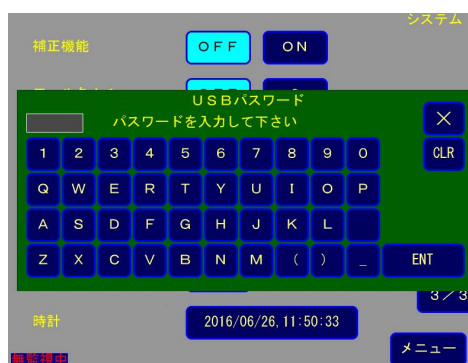 システム
補正機能 OFF ON
USBパスワード
パスワードを入力して下さい ×
1 2 3 4 5 6 7 8 9 0 CLR
Q W E R T Y U I O P
A S D F G H J K L
Z X C V B N M ( ) _ ENT
3/3
時計 2016/06/26,11:50:33
無監視中 メニュー